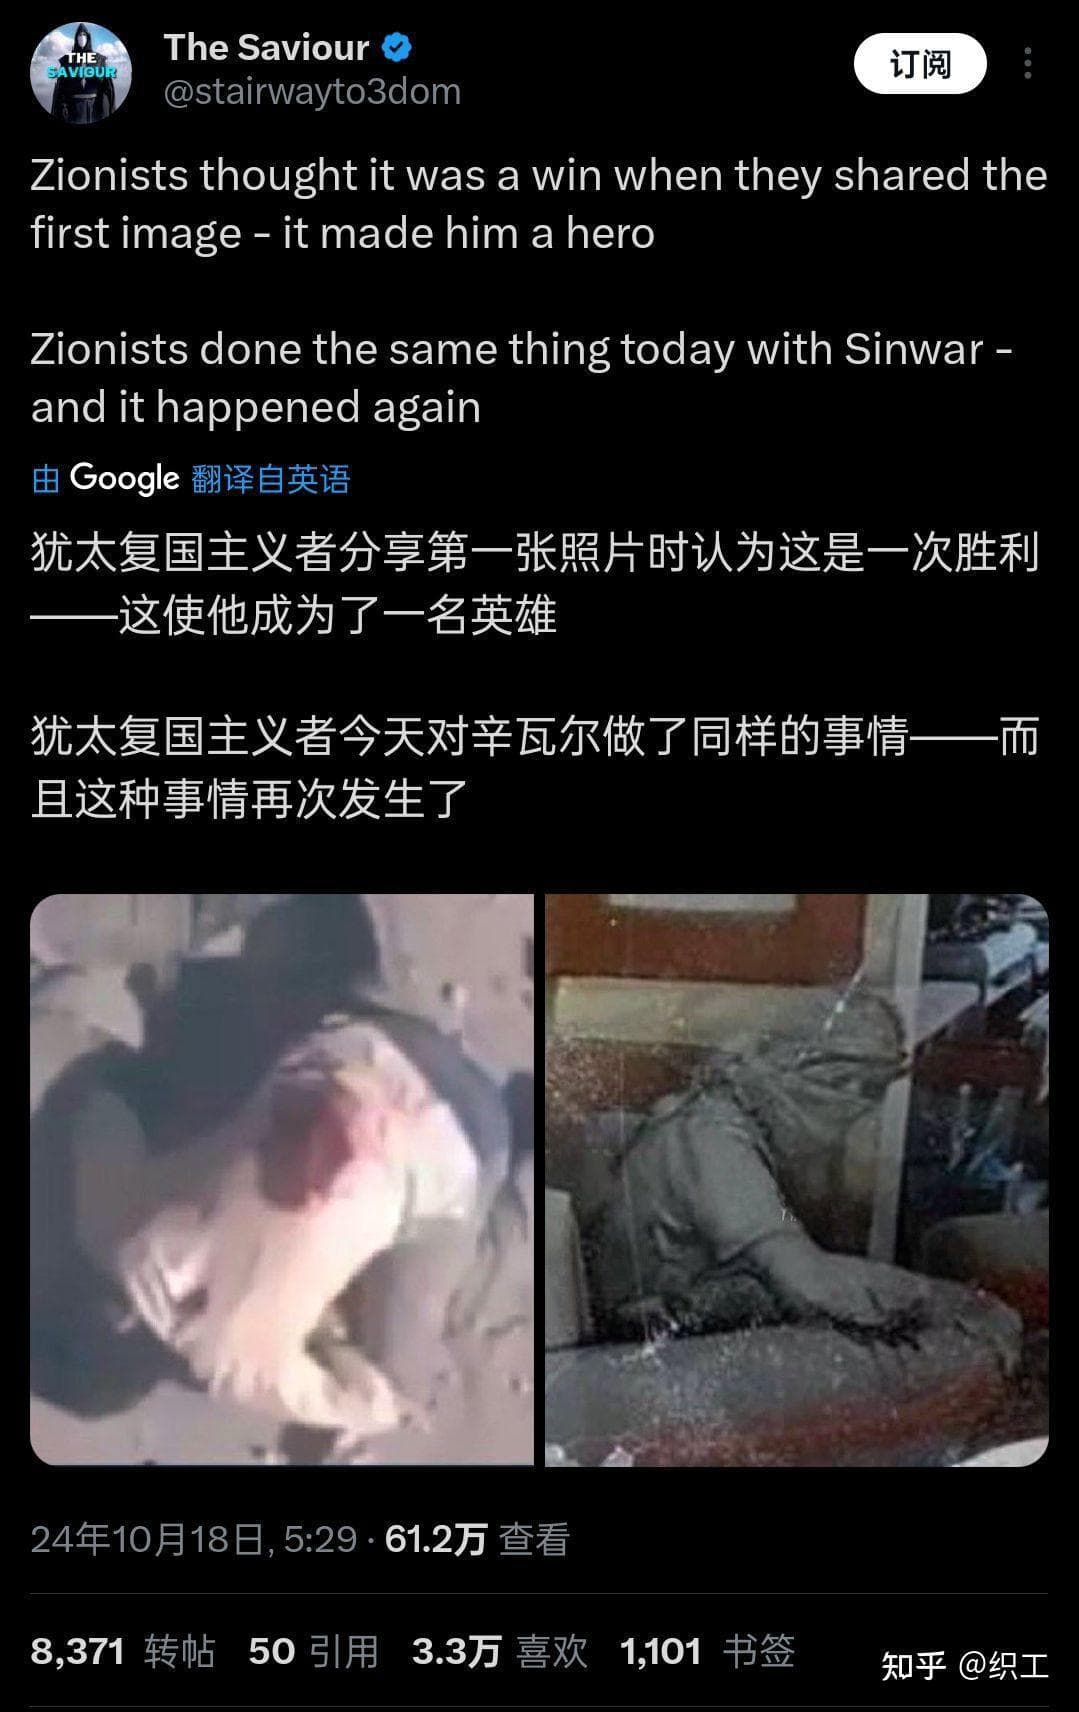 THE
SAVIOUR
The Saviour
@stairwayto3dom
订阅
Zionists thought it was a win when they shared the
first image - it made him a hero
Zionists done the same thing today with Sinwar -
and it happened again
由 Google 翻译自英语
犹太复国主义者分享第一张照片时认为这是一次胜利
——这使他成为了一名英雄
犹太复国主义者今天对辛瓦尔做了同样的事情——而
且这种事情再次发生了
24年10月18日, 5:29 · 61.2万 查看
8,371 转帖 50 引用 3.3万 喜欢 1,101 书签
知乎 @织工